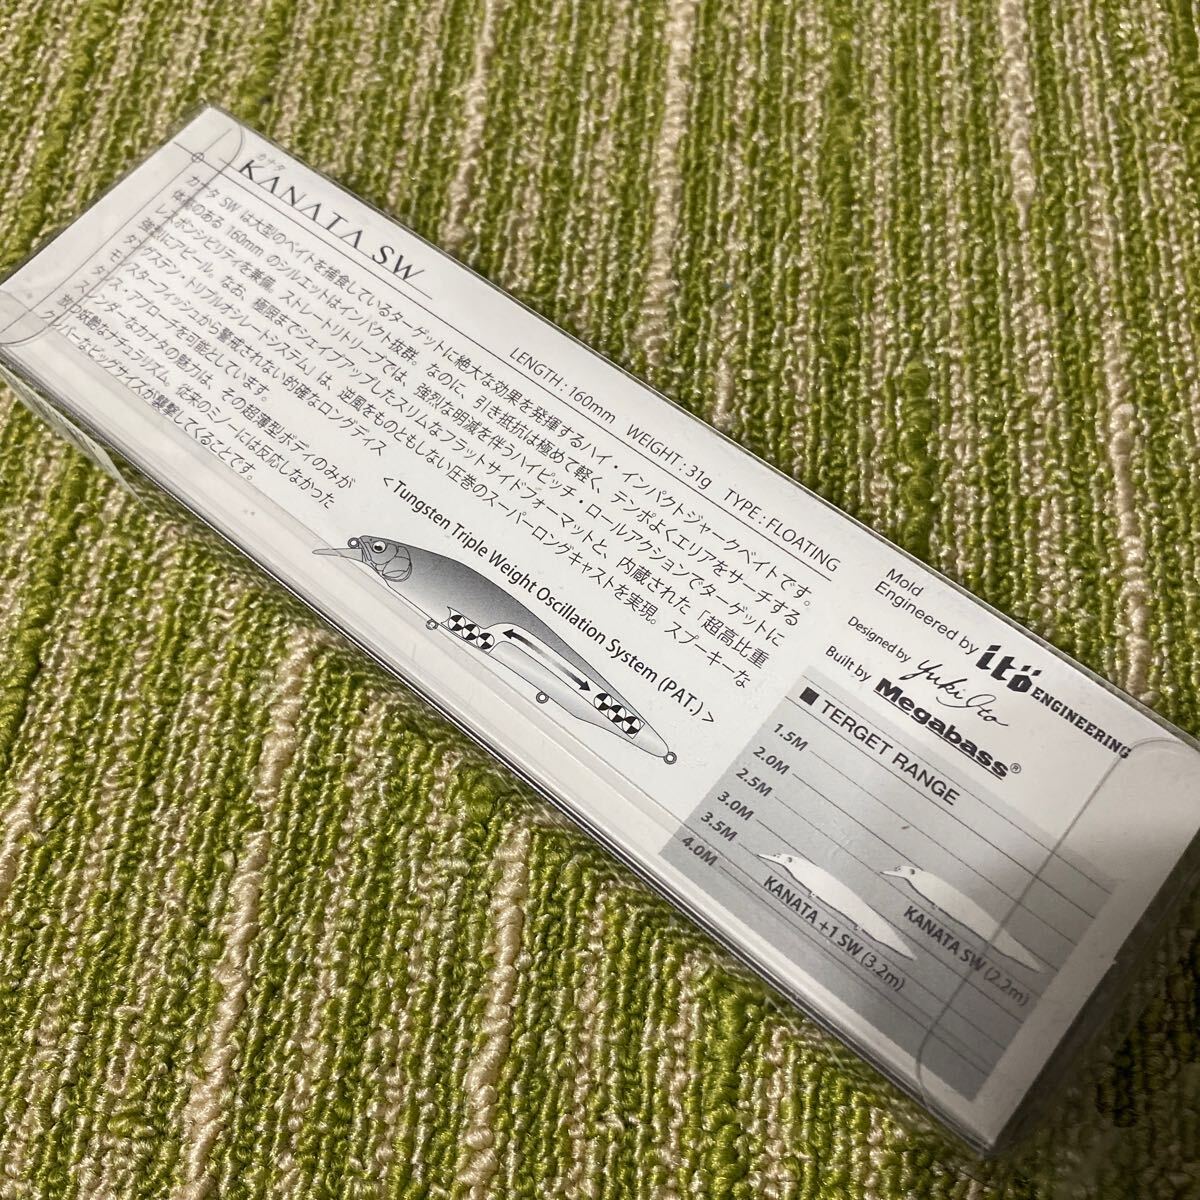 カナタ
KANATA SW
LENGTH : 160mm WEIGHT : 31g TYPE : FLOATING
カナタ SW は大型のベイトを捕食しているターゲットに絶大な効果を発揮するハイ・インパクトジャークベイトです。
体高のある 160mm のシルエットはインパクト抜群。なのに、引き抵抗は極めて軽く、テンポよくエリアをサーチする
レスポンシビリティを兼備。ストレートリトリーブでは、強烈な明滅を伴うハイピッチ・ロールアクションでターゲットに
強烈にアピール。なお、極限までシェイプアップしたスリムなフラットサイドフォーマットと、内蔵された「超高比重
タングステン・トリプルオシレートシステム」は、逆風をものともしない圧巻のスーパーロングキャストを実現。スプーキーな
モンスターフィッシュから警戒されない的確なロングディス
タンス・アプローチを可能としています。
スレンダーなカナタの魅力は、その超薄型ボディのみが
放つ妖艶なナチュラリズム。従来のミノーには反応しなかった
クレバーなビッグサイズが襲撃してくることです。
<Tungsten Triple Weight Oscillation System (PAT.)>
Mold
Engineered by itö ENGINEERING
Designed by Yuki Ito
Built by Megabass®
■ TERGET RANGE
1.5M
2.0M
2.5M
3.0M
3.5M
4.0M
KANATA SW (2.2m)
KANATA +1 SW (3.2m)